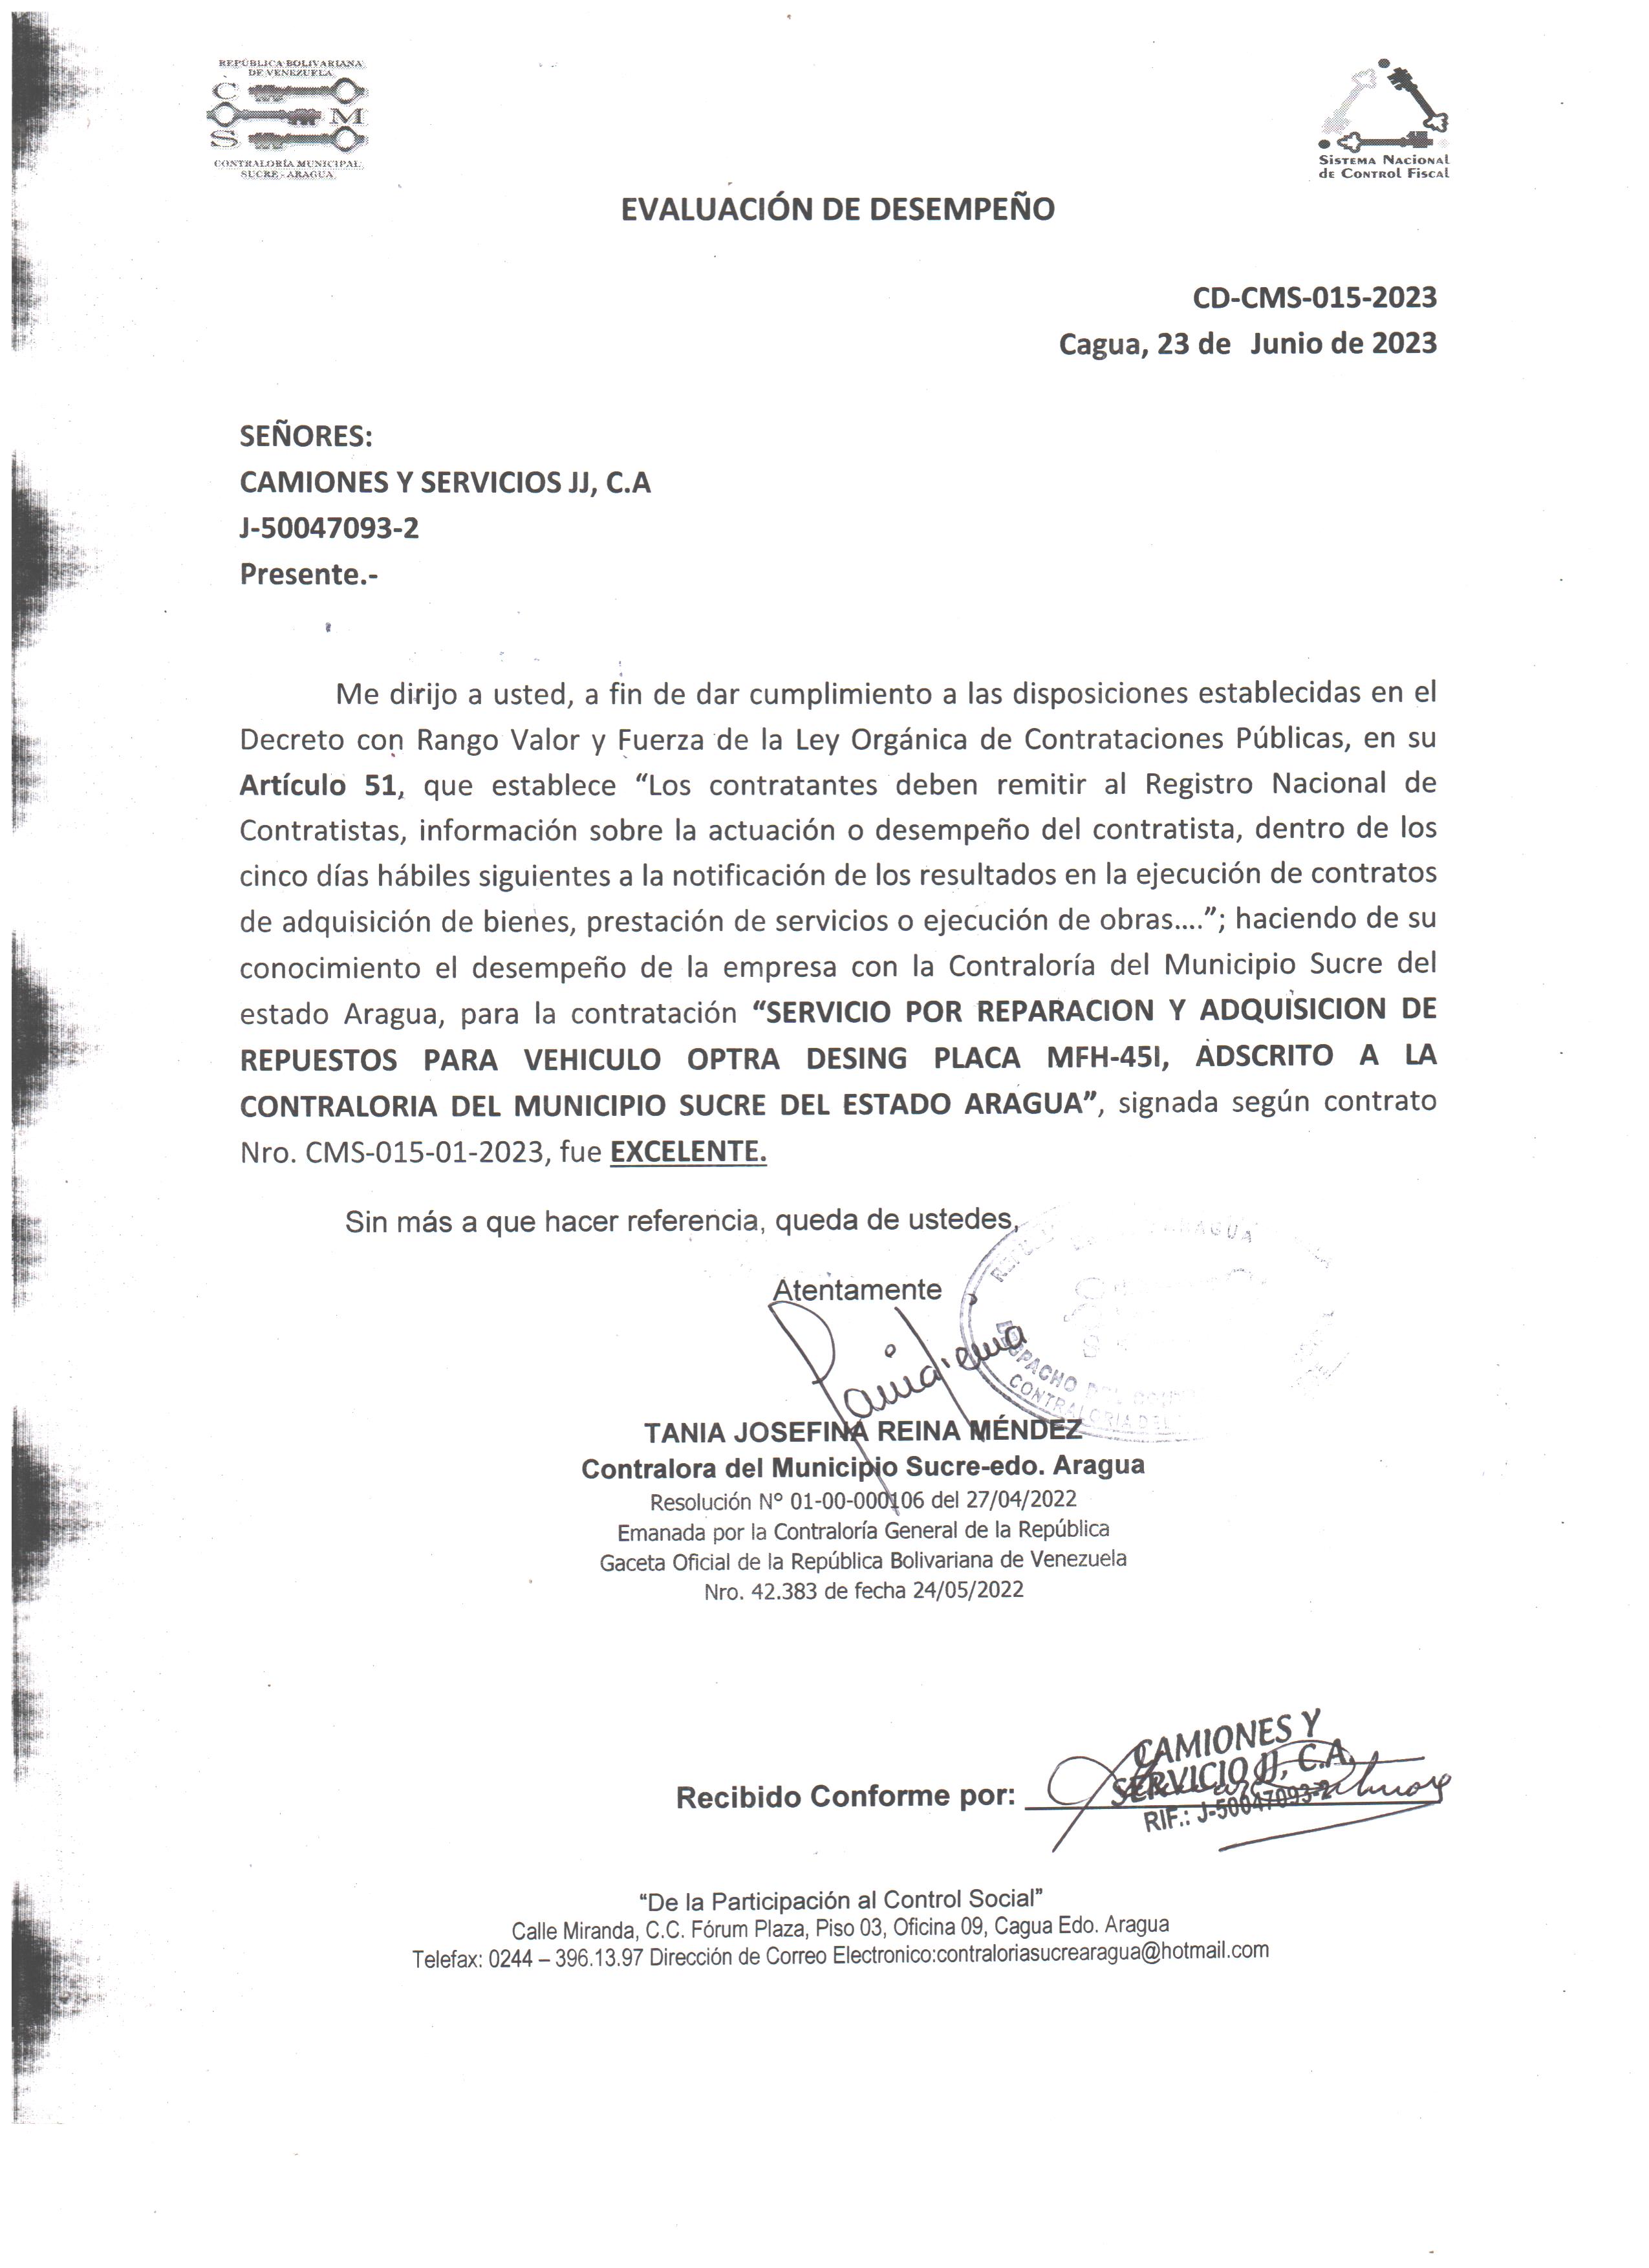 REPÚBLICA BOLIVARIANA
DE VENEZUELA
C
M
S
CONTRALORÍA MUNICIPAL
SUCRE - ARAGUA
SISTEMA NACIONAL
DE CONTROL FISCAL
EVALUACIÓN DE DESEMPEÑO
CD-CMS-015-2023
Cagua, 23 de Junio de 2023
SEÑORES:
CAMIONES Y SERVICIOS JJ, C.A
J-50047093-2
Presente.-
Me dirijo a usted, a fin de dar cumplimiento a las disposiciones establecidas en el
Decreto con Rango Valor y Fuerza de la Ley Orgánica de Contrataciones Públicas, en su
Artículo 51, que establece “Los contratantes deben remitir al Registro Nacional de
Contratistas, información sobre la actuación o desempeño del contratista, dentro de los
cinco días hábiles siguientes a la notificación de los resultados en la ejecución de contratos
de adquisición de bienes, prestación de servicios o ejecución de obras....”; haciendo de su
conocimiento el desempeño de la empresa con la Contraloría del Municipio Sucre del
estado Aragua, para la contratación “SERVICIO POR REPARACION Y ADQUISICION DE
REPUESTOS PARA VEHICULO OPTRA DESING PLACA MFH-45I, ADSCRITO A LA
CONTRALORIA DEL MUNICIPIO SUCRE DEL ESTADO ARAGUA”, signada según contrato
Nro. CMS-015-01-2023, fue EXCELENTE.
Sin más a que hacer referencia, queda de ustedes,
Atentamente
ARAGUA
DESPACHO DEL
CONTRALORIA DEL
TANIA JOSEFINA REINA MÉNDEZ
Contralora del Municipio Sucre-edo. Aragua
Resolución Nº 01-00-000106 del 27/04/2022
Emanada por la Contraloría General de la República
Gaceta Oficial de la República Bolivariana de Venezuela
Nro. 42.383 de fecha 24/05/2022
CAMIONES Y
SERVICIO JJ, C.A.
RIF.: J-50047093-2
Recibido Conforme por:
“De la Participación al Control Social”
Calle Miranda, C.C. Fórum Plaza, Piso 03, Oficina 09, Cagua Edo. Aragua
Telefax: 0244 – 396.13.97 Dirección de Correo Electronico:contraloriasucrearagua@hotmail.com